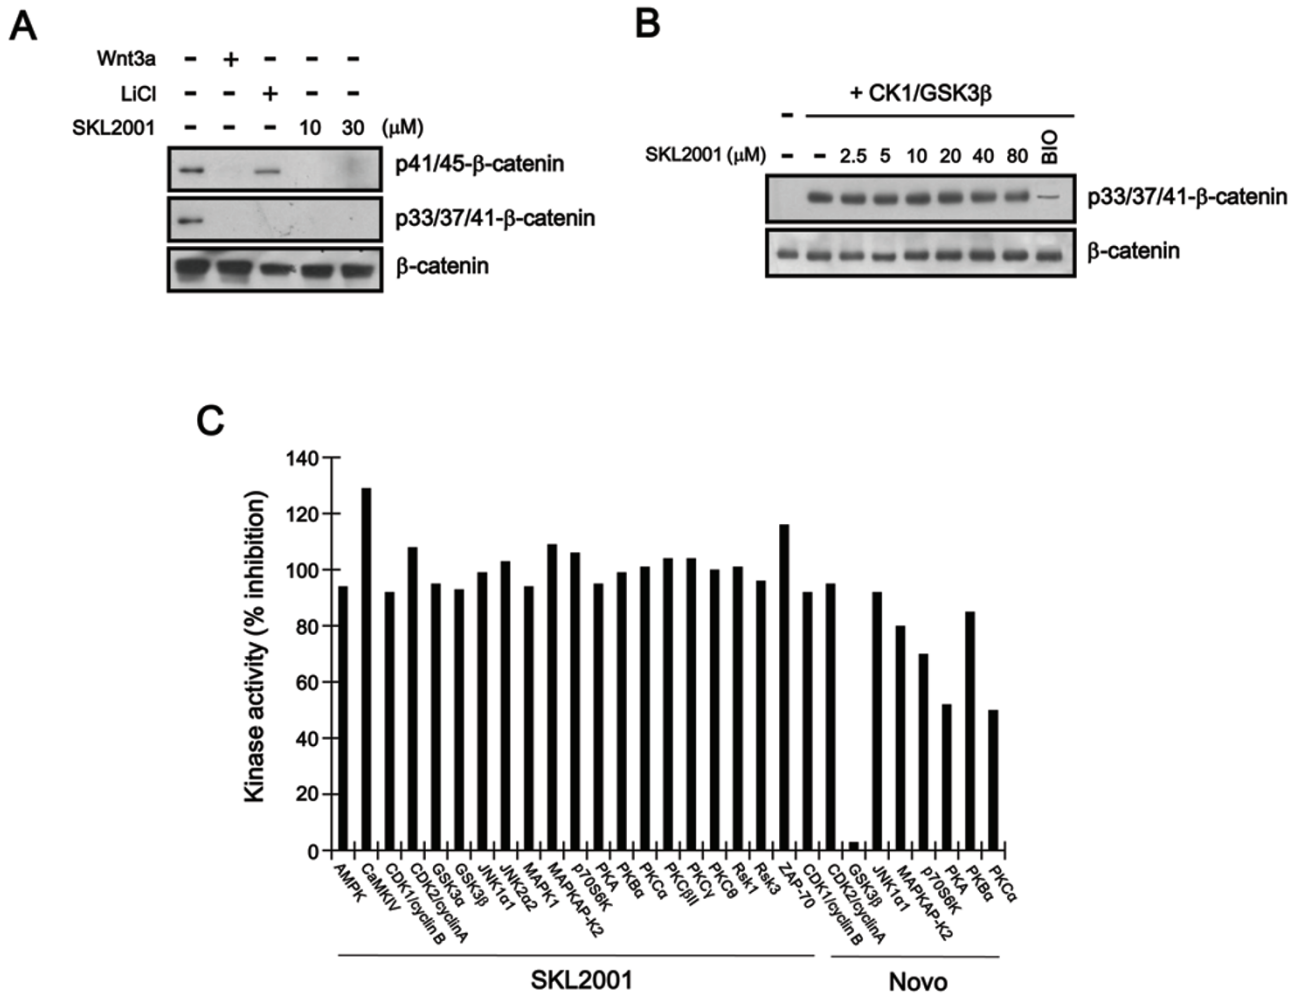 A
Wnt3a - + - - -
LiCl - - + - -
SKL2001 - - - 10 30 (μM)
p41/45-β-catenin
p33/37/41-β-catenin
β-catenin
B
+ CK1/GSK3β
-
SKL2001 (μM) - - 2.5 5 10 20 40 80 BIO
p33/37/41-β-catenin
β-catenin
C
Kinase activity (% inhibition)
140
120
100
80
60
40
20
0
AMPK
CaMKIV
CDK1/cyclin B
CDK2/cyclinA
GSK3α
GSK3β
JNK1α1
JNK2α2
MAPK1
MAPKAP-K2
p70S6K
PKA
PKBα
PKCα
PKCβII
PKCγ
PKCθ
Rsk1
Rsk3
ZAP-70
CDK1/cyclin B
CDK2/cyclinA
GSK3β
JNK1α1
MAPKAP-K2
p70S6K
PKA
PKBα
PKCα
SKL2001
Novo